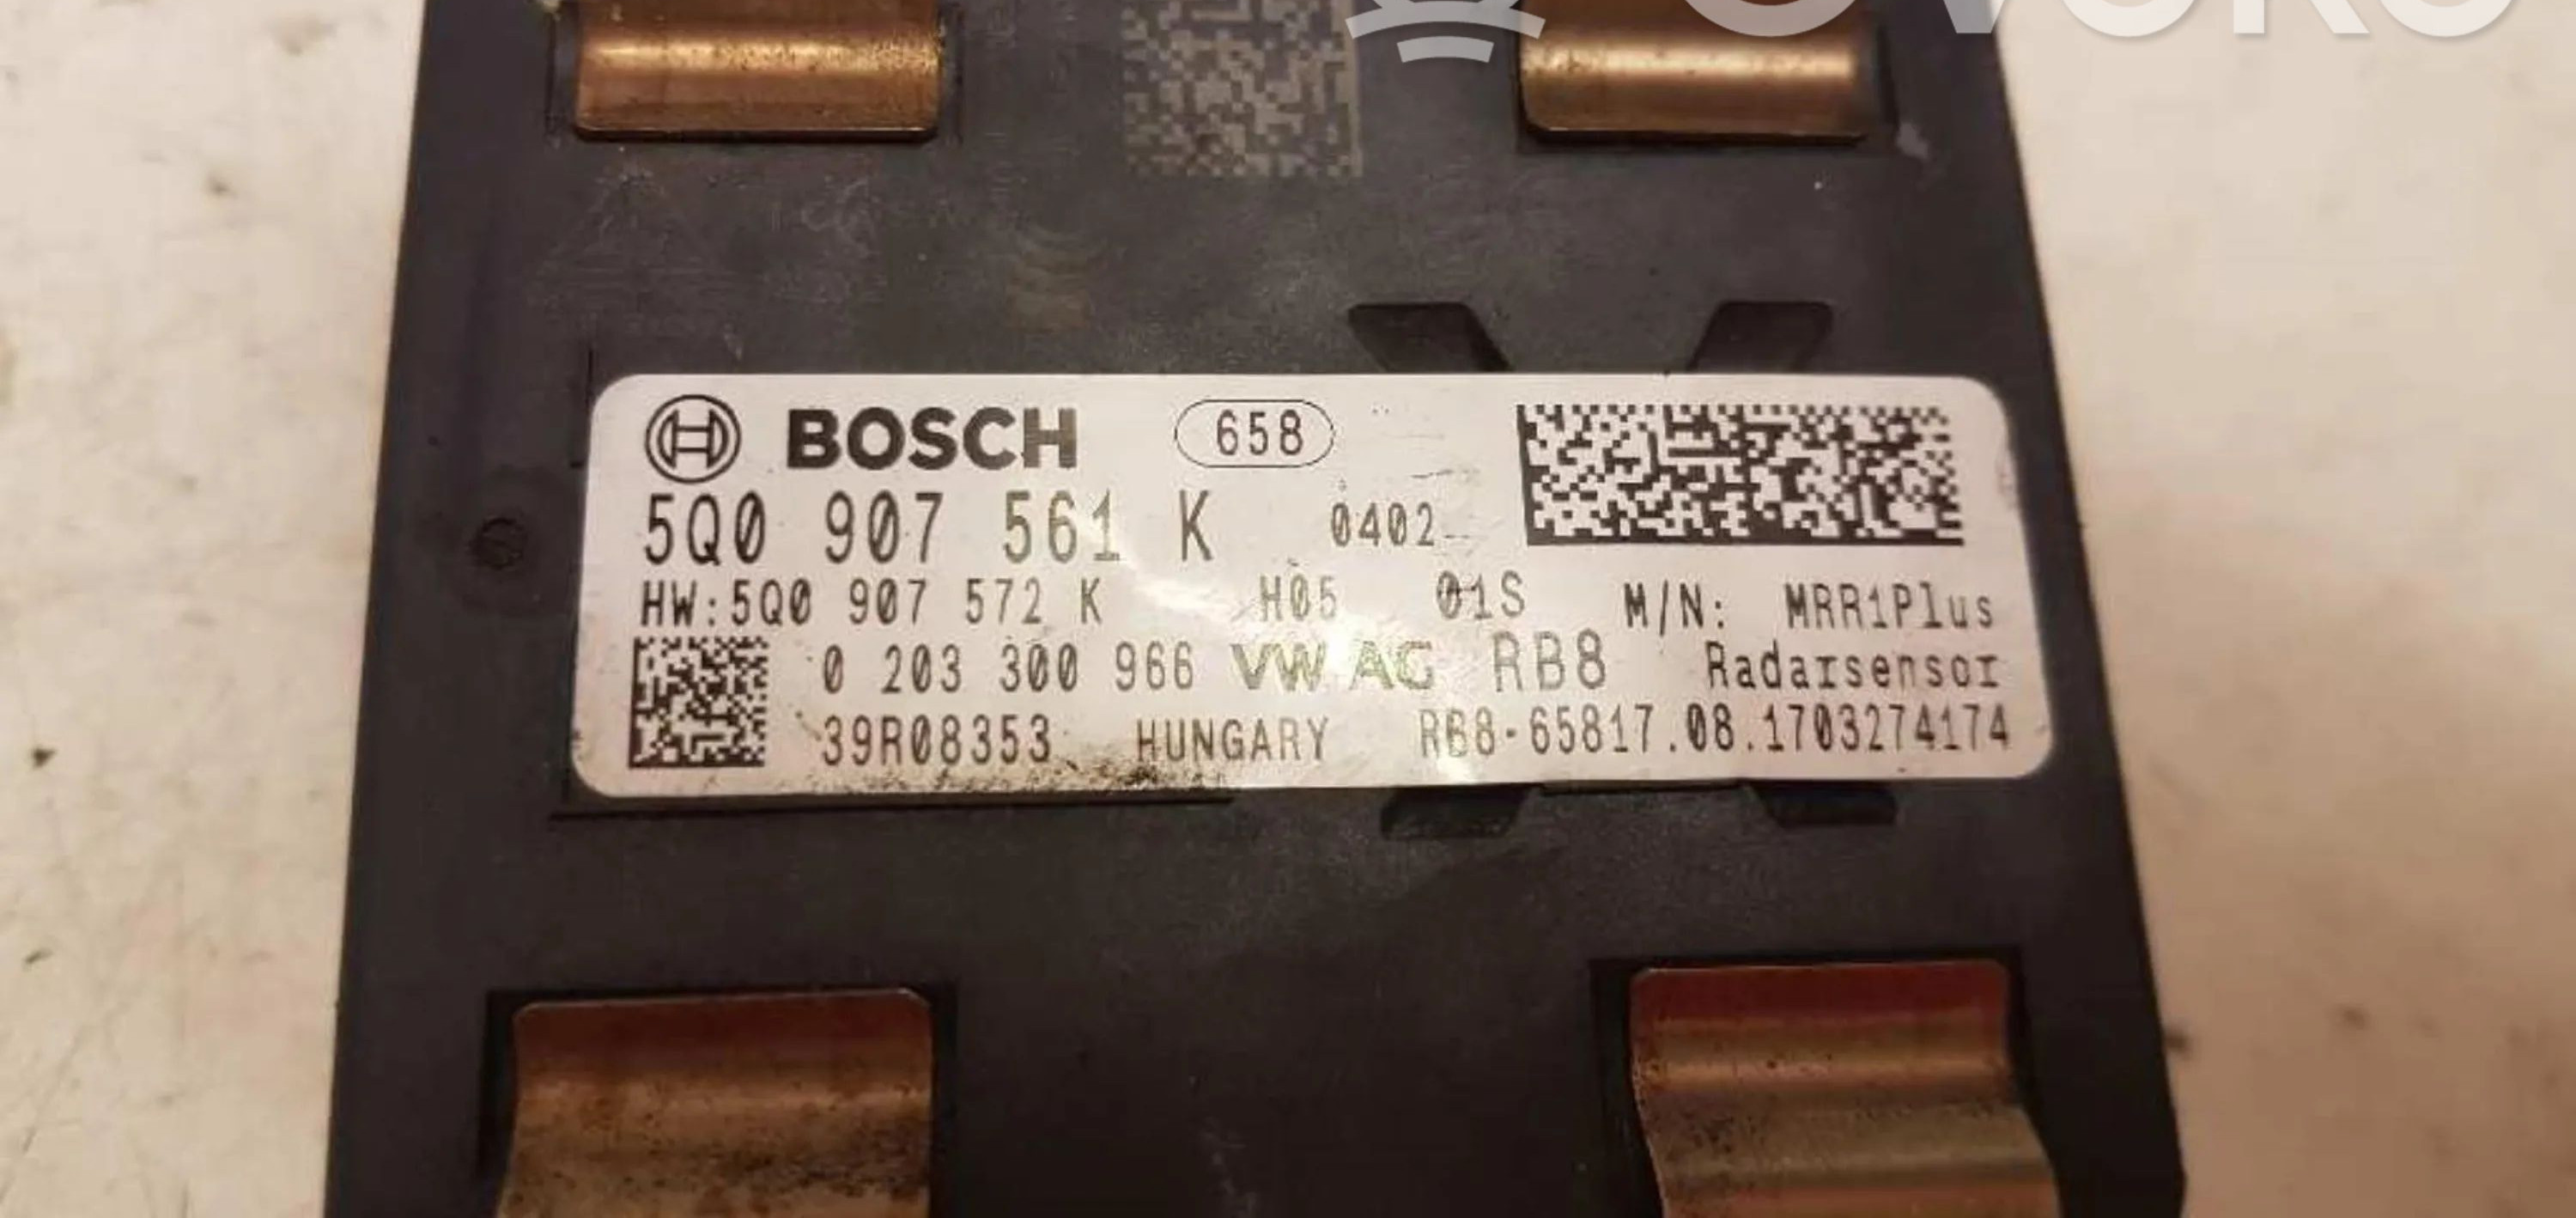 BOSCH 658
5Q0 907 561 K 0402
HW:5Q0 907 572 K H05 01S M/N: MRR1Plus
0 203 300 966 VW AG RB8 Radarsensor
39R08353 HUNGARY RB8-65817.08.1703274174